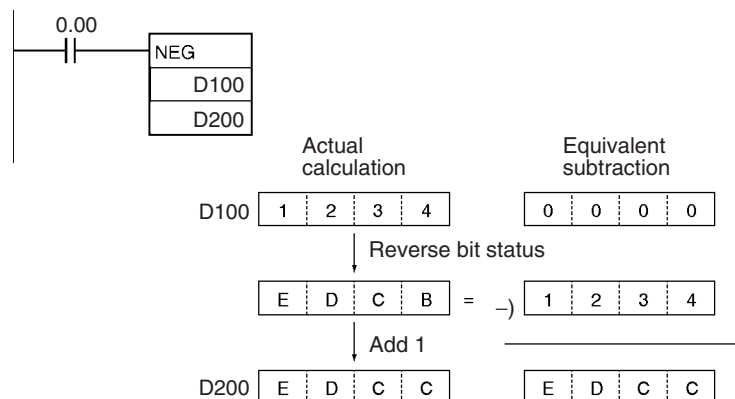 0.00
NEG
D100
D200
Actual calculation
Equivalent subtraction
D100 1 2 3 4 0 0 0 0
Reverse bit status
E D C B = –) 1 2 3 4
Add 1
D200 E D C C E D C C